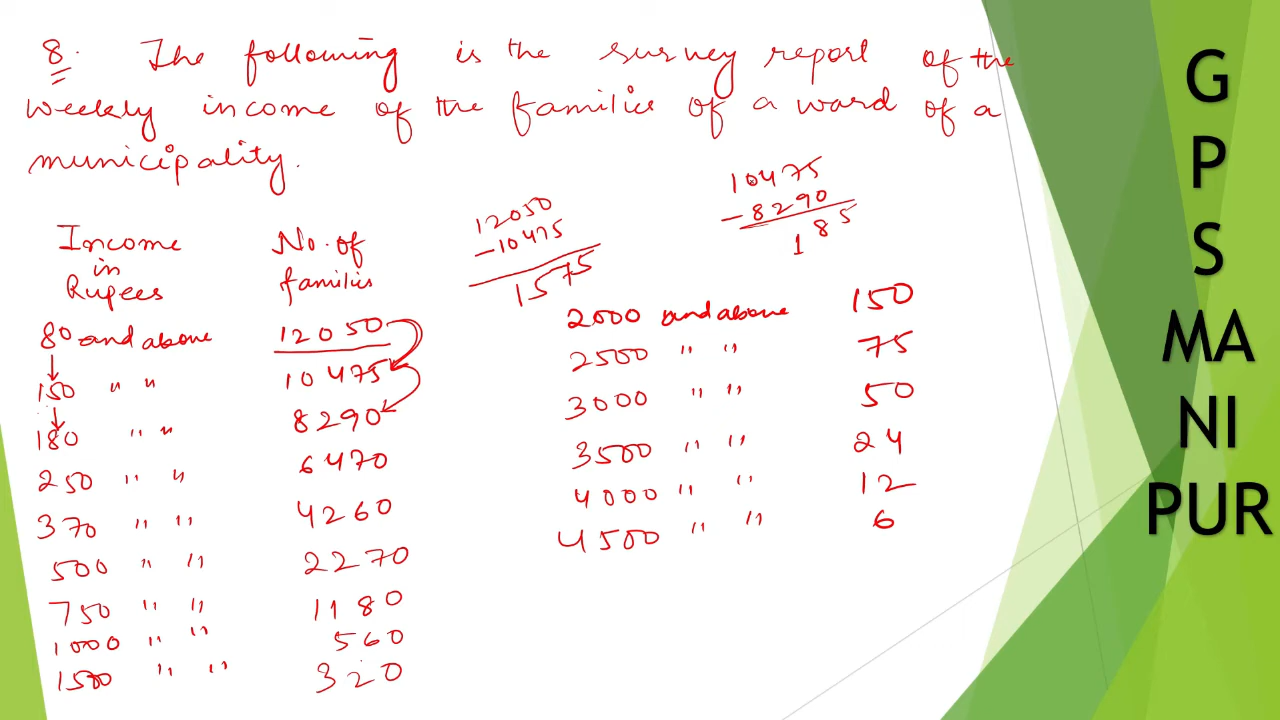 8. The following is the survey report of the
weekly income of the families of a ward of a
municipality.
Income
in
Rupees
No. of
families
80 and above 12050
150 " " 10475
180 " " 8290
250 " " 6470
370 " " 4260
500 " " 2270
750 " " 1180
1000 " " 560
1500 " " 320
12050
-10475
1575
10475
-8290
185
2000 and above 150
2500 " " 75
3000 " " 50
3500 " " 24
4000 " " 12
4500 " " 6
G
P
S
MA
NI
PUR